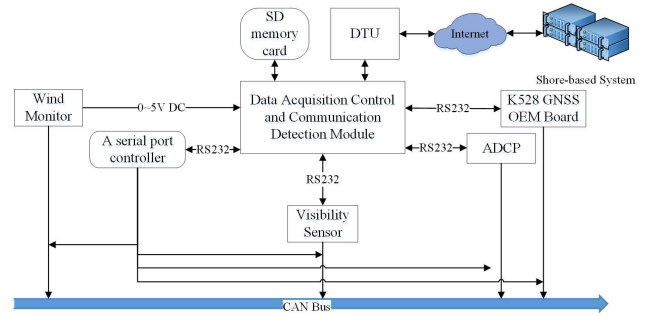 SD
memory
card
DTU
Internet
Shore-based System
Wind
Monitor
0~5V DC
Data Acquisition Control
and Communication
Detection Module
RS232
K528 GNSS
OEM Board
A serial port
controller
RS232
RS232
ADCP
RS232
Visibility
Sensor
CAN Bus